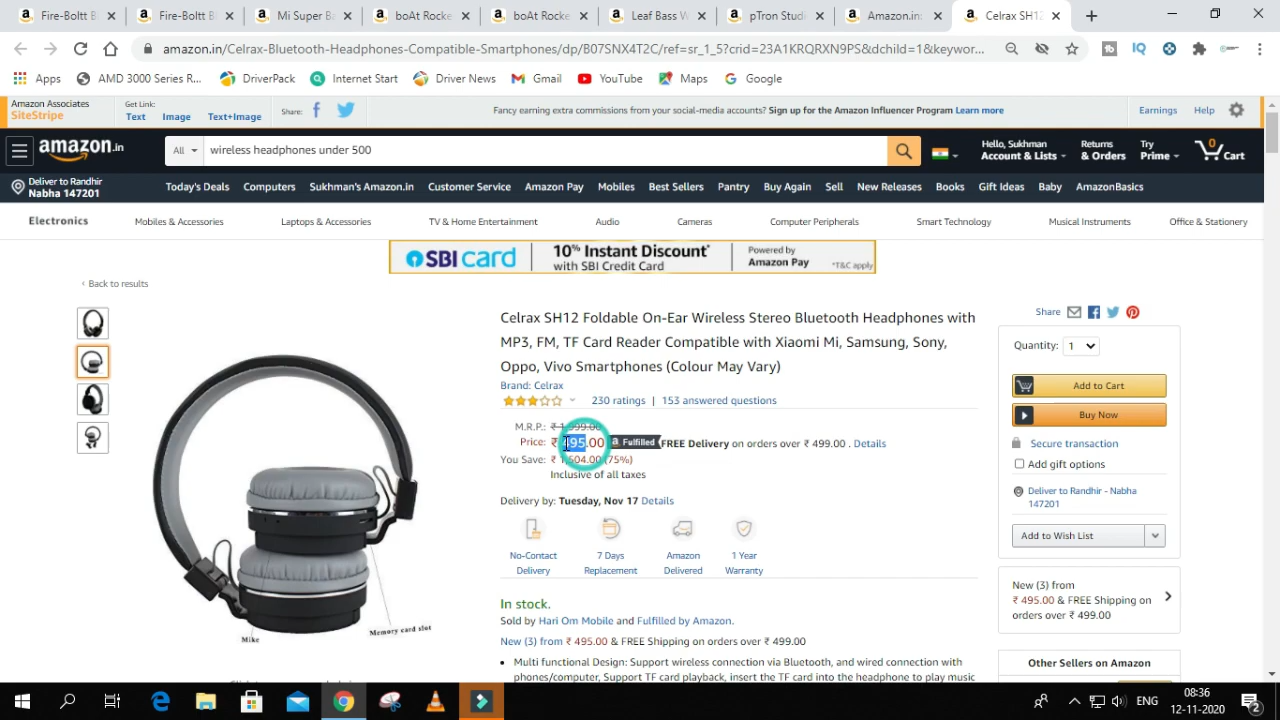 Fire-Boltt Bl
Fire-Boltt Bl
Mi Super Ba
boAt Rocke
boAt Rocke
Leaf Bass W
pTron Studi
Amazon.in
Celrax SH12
amazon.in/Celrax-Bluetooth-Headphones-Compatible-Smartphones/dp/B07SNX4T2C/ref=sr_1_5?crid=23A1KRQRXN9PS&dchild=1&keywor...
Apps
AMD 3000 Series R...
DriverPack
Internet Start
Driver News
Gmail
YouTube
Maps
Google
Amazon Associates
SiteStripe
Get Link:
Text
Image
Text+Image
Share:
Fancy earning extra commissions from your social-media accounts? Sign up for the Amazon Influencer Program Learn more
Earnings
Help
amazon.in
All
wireless headphones under 500
Hello, Sukhman
Account & Lists
Returns
& Orders
Try
Prime
0
Cart
Deliver to Randhir
Nabha 147201
Today's Deals
Computers
Sukhman's Amazon.in
Customer Service
Amazon Pay
Mobiles
Best Sellers
Pantry
Buy Again
Sell
New Releases
Books
Gift Ideas
Baby
AmazonBasics
Electronics
Mobiles & Accessories
Laptops & Accessories
TV & Home Entertainment
Audio
Cameras
Computer Peripherals
Smart Technology
Musical Instruments
Office & Stationery
SBI card
10% Instant Discount*
with SBI Credit Card
Powered by
Amazon Pay
*T&C apply
‹ Back to results
Celrax SH12 Foldable On-Ear Wireless Stereo Bluetooth Headphones with
MP3, FM, TF Card Reader Compatible with Xiaomi Mi, Samsung, Sony,
Oppo, Vivo Smartphones (Colour May Vary)
Brand: Celrax
230 ratings | 153 answered questions
M.R.P.: ₹ 1,999.00
Price: ₹ 495.00 Fulfilled FREE Delivery on orders over ₹ 499.00 . Details
You Save: ₹ 1,504.00 (75%)
Inclusive of all taxes
Delivery by: Tuesday, Nov 17 Details
No-Contact
Delivery
7 Days
Replacement
Amazon
Delivered
1 Year
Warranty
In stock.
Sold by Hari Om Mobile and Fulfilled by Amazon.
New (3) from ₹ 495.00 & FREE Shipping on orders over ₹ 499.00
• Multi functional Design: Support wireless connection via Bluetooth, and wired connection with
phones/computer, Support TF card playback, insert the TF card into the headphone to play music
Mike
Memory card slot
Share
Quantity: 1
Add to Cart
Buy Now
Secure transaction
Add gift options
Deliver to Randhir - Nabha
147201
Add to Wish List
New (3) from
₹ 495.00 & FREE Shipping on
orders over ₹ 499.00
Other Sellers on Amazon
ENG
08:36
12-11-2020
2